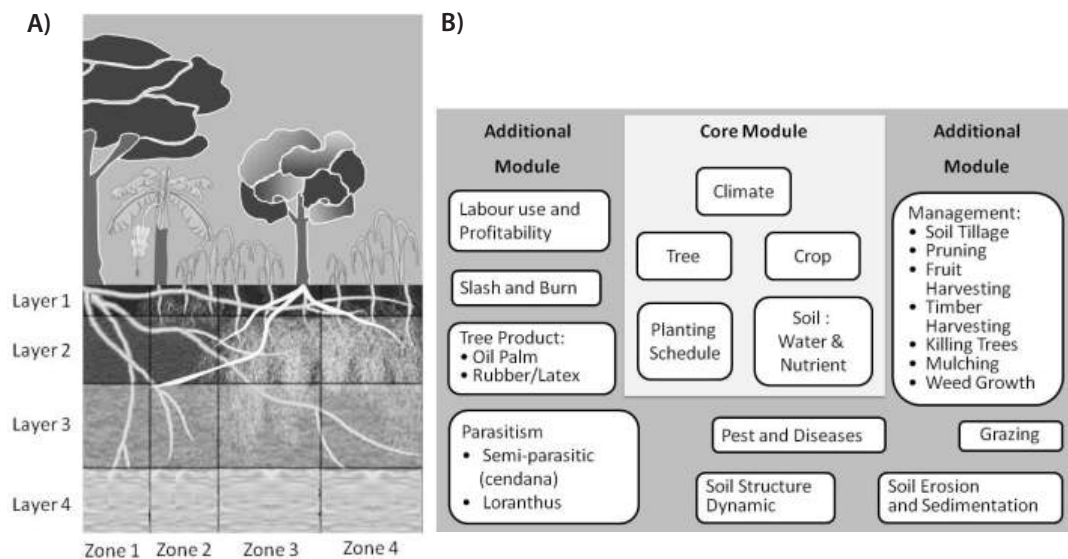 A)
Layer 1
Layer 2
Layer 3
Layer 4
Zone 1 Zone 2 Zone 3 Zone 4
B)
Additional
Module
Labour use and
Profitability
Slash and Burn
Tree Product:
• Oil Palm
• Rubber/Latex
Parasitism
• Semi-parasitic
(cendana)
• Loranthus
Core Module
Climate
Tree
Crop
Planting
Schedule
Soil :
Water &
Nutrient
Additional
Module
Management:
• Soil Tillage
• Pruning
• Fruit
Harvesting
• Timber
Harvesting
• Killing Trees
• Mulching
• Weed Growth
Pest and Diseases
Grazing
Soil Structure
Dynamic
Soil Erosion
and Sedimentation